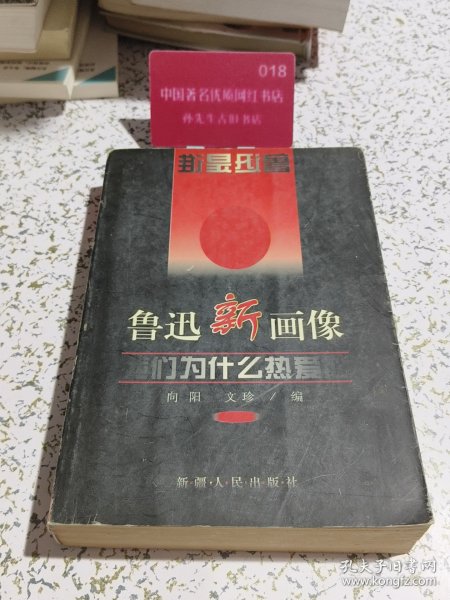 018
中国著名优质网红书店
孙先生古旧书店
鲁迅新画像
我们为什么热爱他
向阳 文珍 / 编
新·疆·人·民·出·版·社
孔夫子旧书网
www.kongfz.com